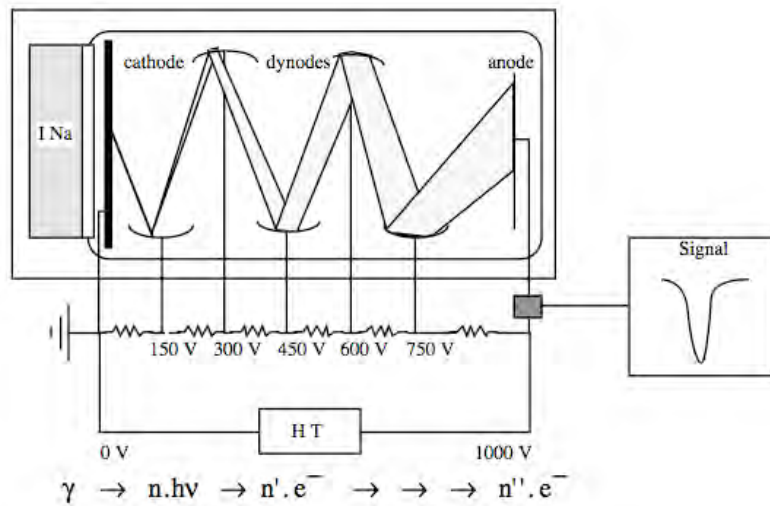 cathode dynodes anode
I Na
Signal
150 V 300 V 450 V 600 V 750 V
H T
0 V 1000 V
γ → n.hν → n'.e⁻ → → → n''.e⁻